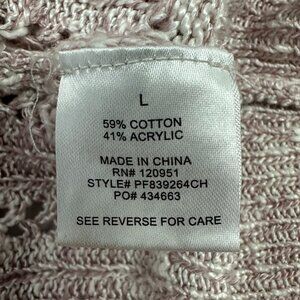 L
59% COTTON
41% ACRYLIC
MADE IN CHINA
RN# 120951
STYLE# PF839264CH
PO# 434663
SEE REVERSE FOR CARE